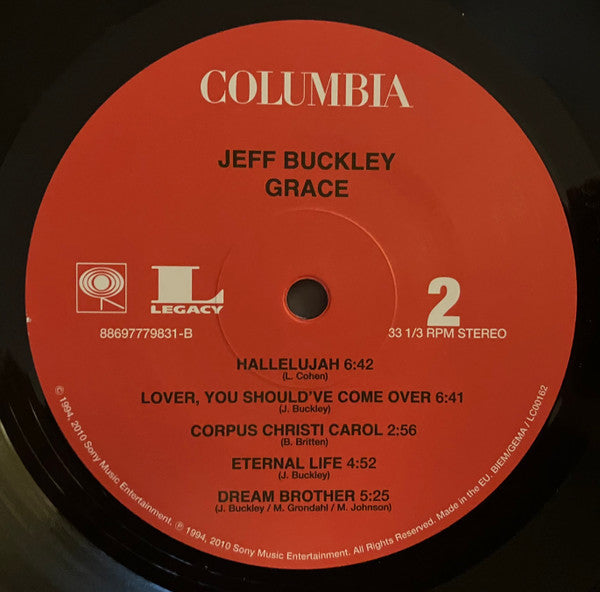 COLUMBIA
JEFF BUCKLEY
GRACE
L
LEGACY
2
88697779831-B
33 1/3 RPM STEREO
HALLELUJAH 6:42
(L. Cohen)
LOVER, YOU SHOULD'VE COME OVER 6:41
(J. Buckley)
CORPUS CHRISTI CAROL 2:56
(B. Britten)
ETERNAL LIFE 4:52
(J. Buckley)
DREAM BROTHER 5:25
(J. Buckley / M. Grondahl / M. Johnson)
© 1994, 2010 Sony Music Entertainment. ℗ 1994, 2010 Sony Music Entertainment. All Rights Reserved. Made in the EU. BIEM/GEMA / LC00162